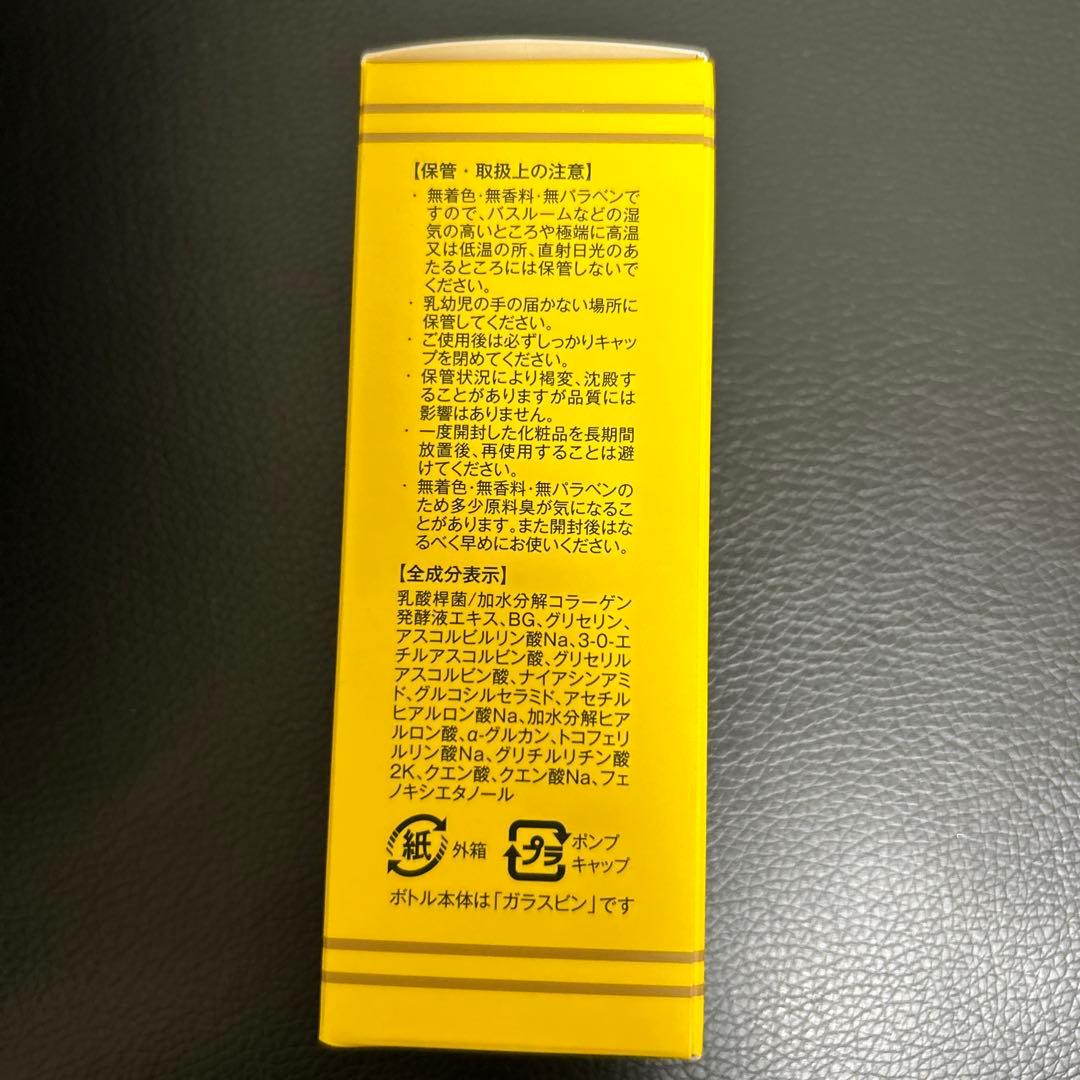 【保管・取扱上の注意】
・無着色・無香料・無パラベンで
すので、バスルームなどの湿
気の高いところや極端に高温
又は低温の所、直射日光のあ
たるところには保管しないで
ください。
・乳幼児の手の届かない場所に
保管してください。
・ご使用後は必ずしっかりキャッ
プを閉めてください。
・保管状況により褐変、沈殿す
ることがありますが品質には
影響はありません。
・一度開封した化粧品を長期間
放置後、再使用することは避
けてください。
・無着色・無香料・無パラベンの
ため多少原料臭が気になるこ
とがあります。また開封後はな
るべく早めにお使いください。
【全成分表示】
乳酸桿菌/加水分解コラーゲン
発酵液エキス、BG、グリセリン、
アスコルビルリン酸Na、3-0-エ
チルアスコルビン酸、グリセリル
アスコルビン酸、ナイアシンアミ
ド、グルコシルセラミド、アセチル
ヒアルロン酸Na、加水分解ヒア
ルロン酸、α-グルカン、トコフェリ
ルリン酸Na、グリチルリチン酸
2K、クエン酸、クエン酸Na、フェ
ノキシエタノール
紙 外箱 プラ ポンプ
キャップ
ボトル本体は「ガラスビン」です